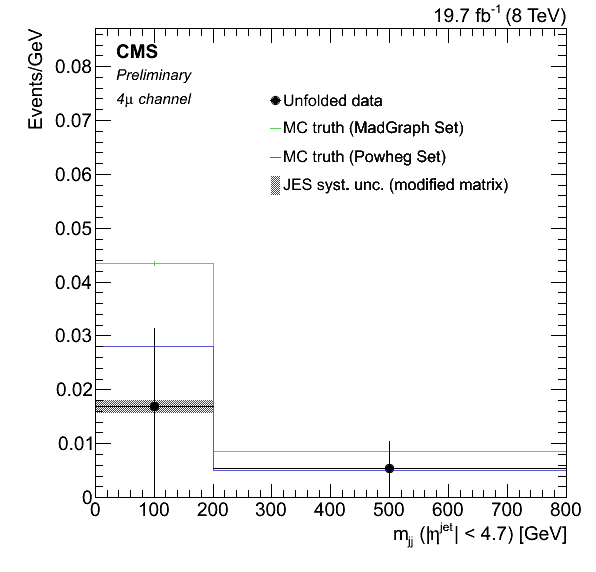 19.7 fb⁻¹ (8 TeV)
Events/GeV
CMS
Preliminary
4μ channel
Unfolded data
MC truth (MadGraph Set)
MC truth (Powheg Set)
JES syst. unc. (modified matrix)
0.08
0.07
0.06
0.05
0.04
0.03
0.02
0.01
0
0 100 200 300 400 500 600 700 800
m_jj (|η^jet| < 4.7) [GeV]